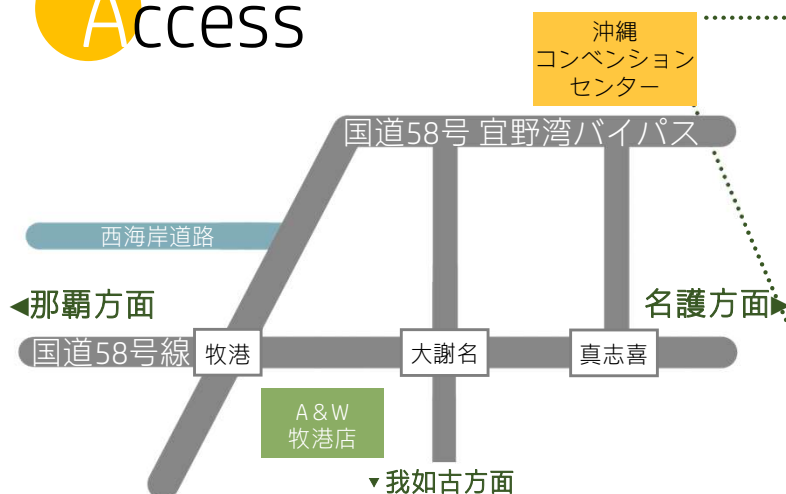 Access
沖縄
コンベンション
センター
国道58号 宜野湾バイパス
西海岸道路
◀那覇方面
名護方面▶
国道58号線
牧港
大謝名
真志喜
A&W
牧港店
▼我如古方面